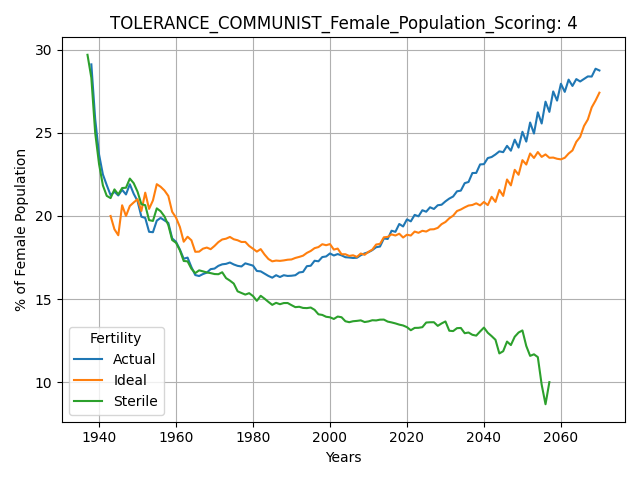 TOLERANCE_COMMUNIST_Female_Population_Scoring: 4
% of Female Population
30
25
20
15
10
Fertility
Actual
Ideal
Sterile
1940
1960
1980
2000
2020
2040
2060
Years